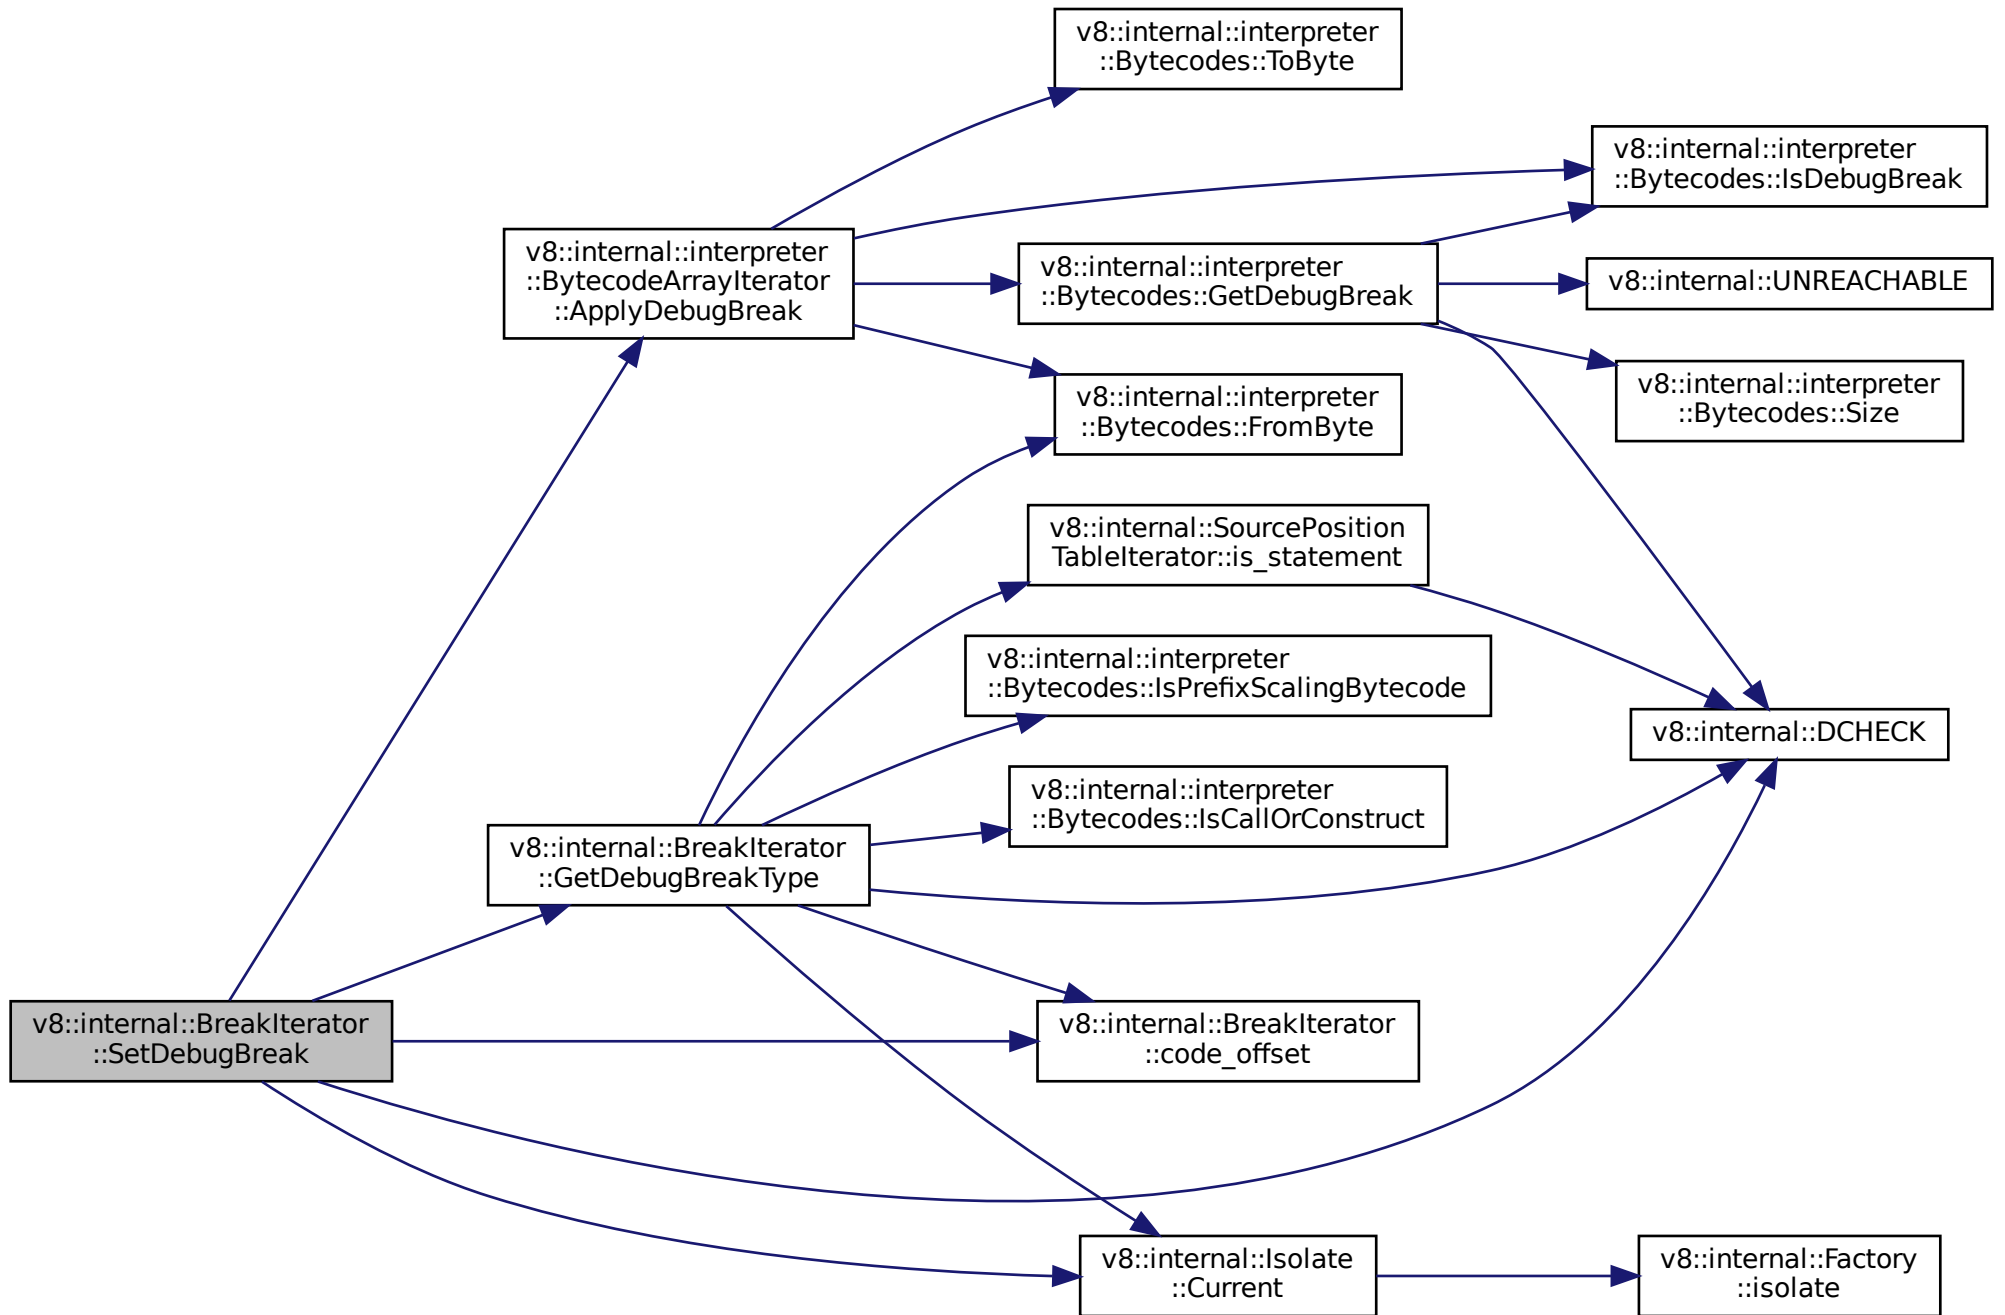 v8::internal::interpreter
::Bytecodes::ToByte
v8::internal::interpreter
::Bytecodes::IsDebugBreak
v8::internal::interpreter
::BytecodeArrayIterator
::ApplyDebugBreak
v8::internal::interpreter
::Bytecodes::GetDebugBreak
v8::internal::UNREACHABLE
v8::internal::interpreter
::Bytecodes::Size
v8::internal::interpreter
::Bytecodes::FromByte
v8::internal::SourcePosition
TableIterator::is_statement
v8::internal::interpreter
::Bytecodes::IsPrefixScalingBytecode
v8::internal::DCHECK
v8::internal::interpreter
::Bytecodes::IsCallOrConstruct
v8::internal::BreakIterator
::GetDebugBreakType
v8::internal::BreakIterator
::SetDebugBreak
v8::internal::BreakIterator
::code_offset
v8::internal::Isolate
::Current
v8::internal::Factory
::isolate